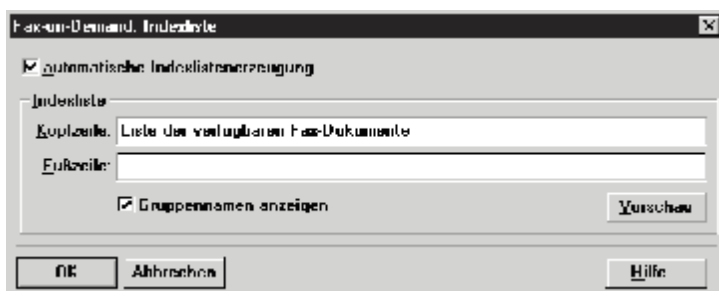 Fax-on-Demand, Indexliste
automatische Indexlistenerzeugung
Indexliste
Kopfzeile: Liste der verfügbaren Fax-Dokumente
Fußzeile:
Gruppennamen anzeigen
Vorschau
OK Abbrechen Hilfe